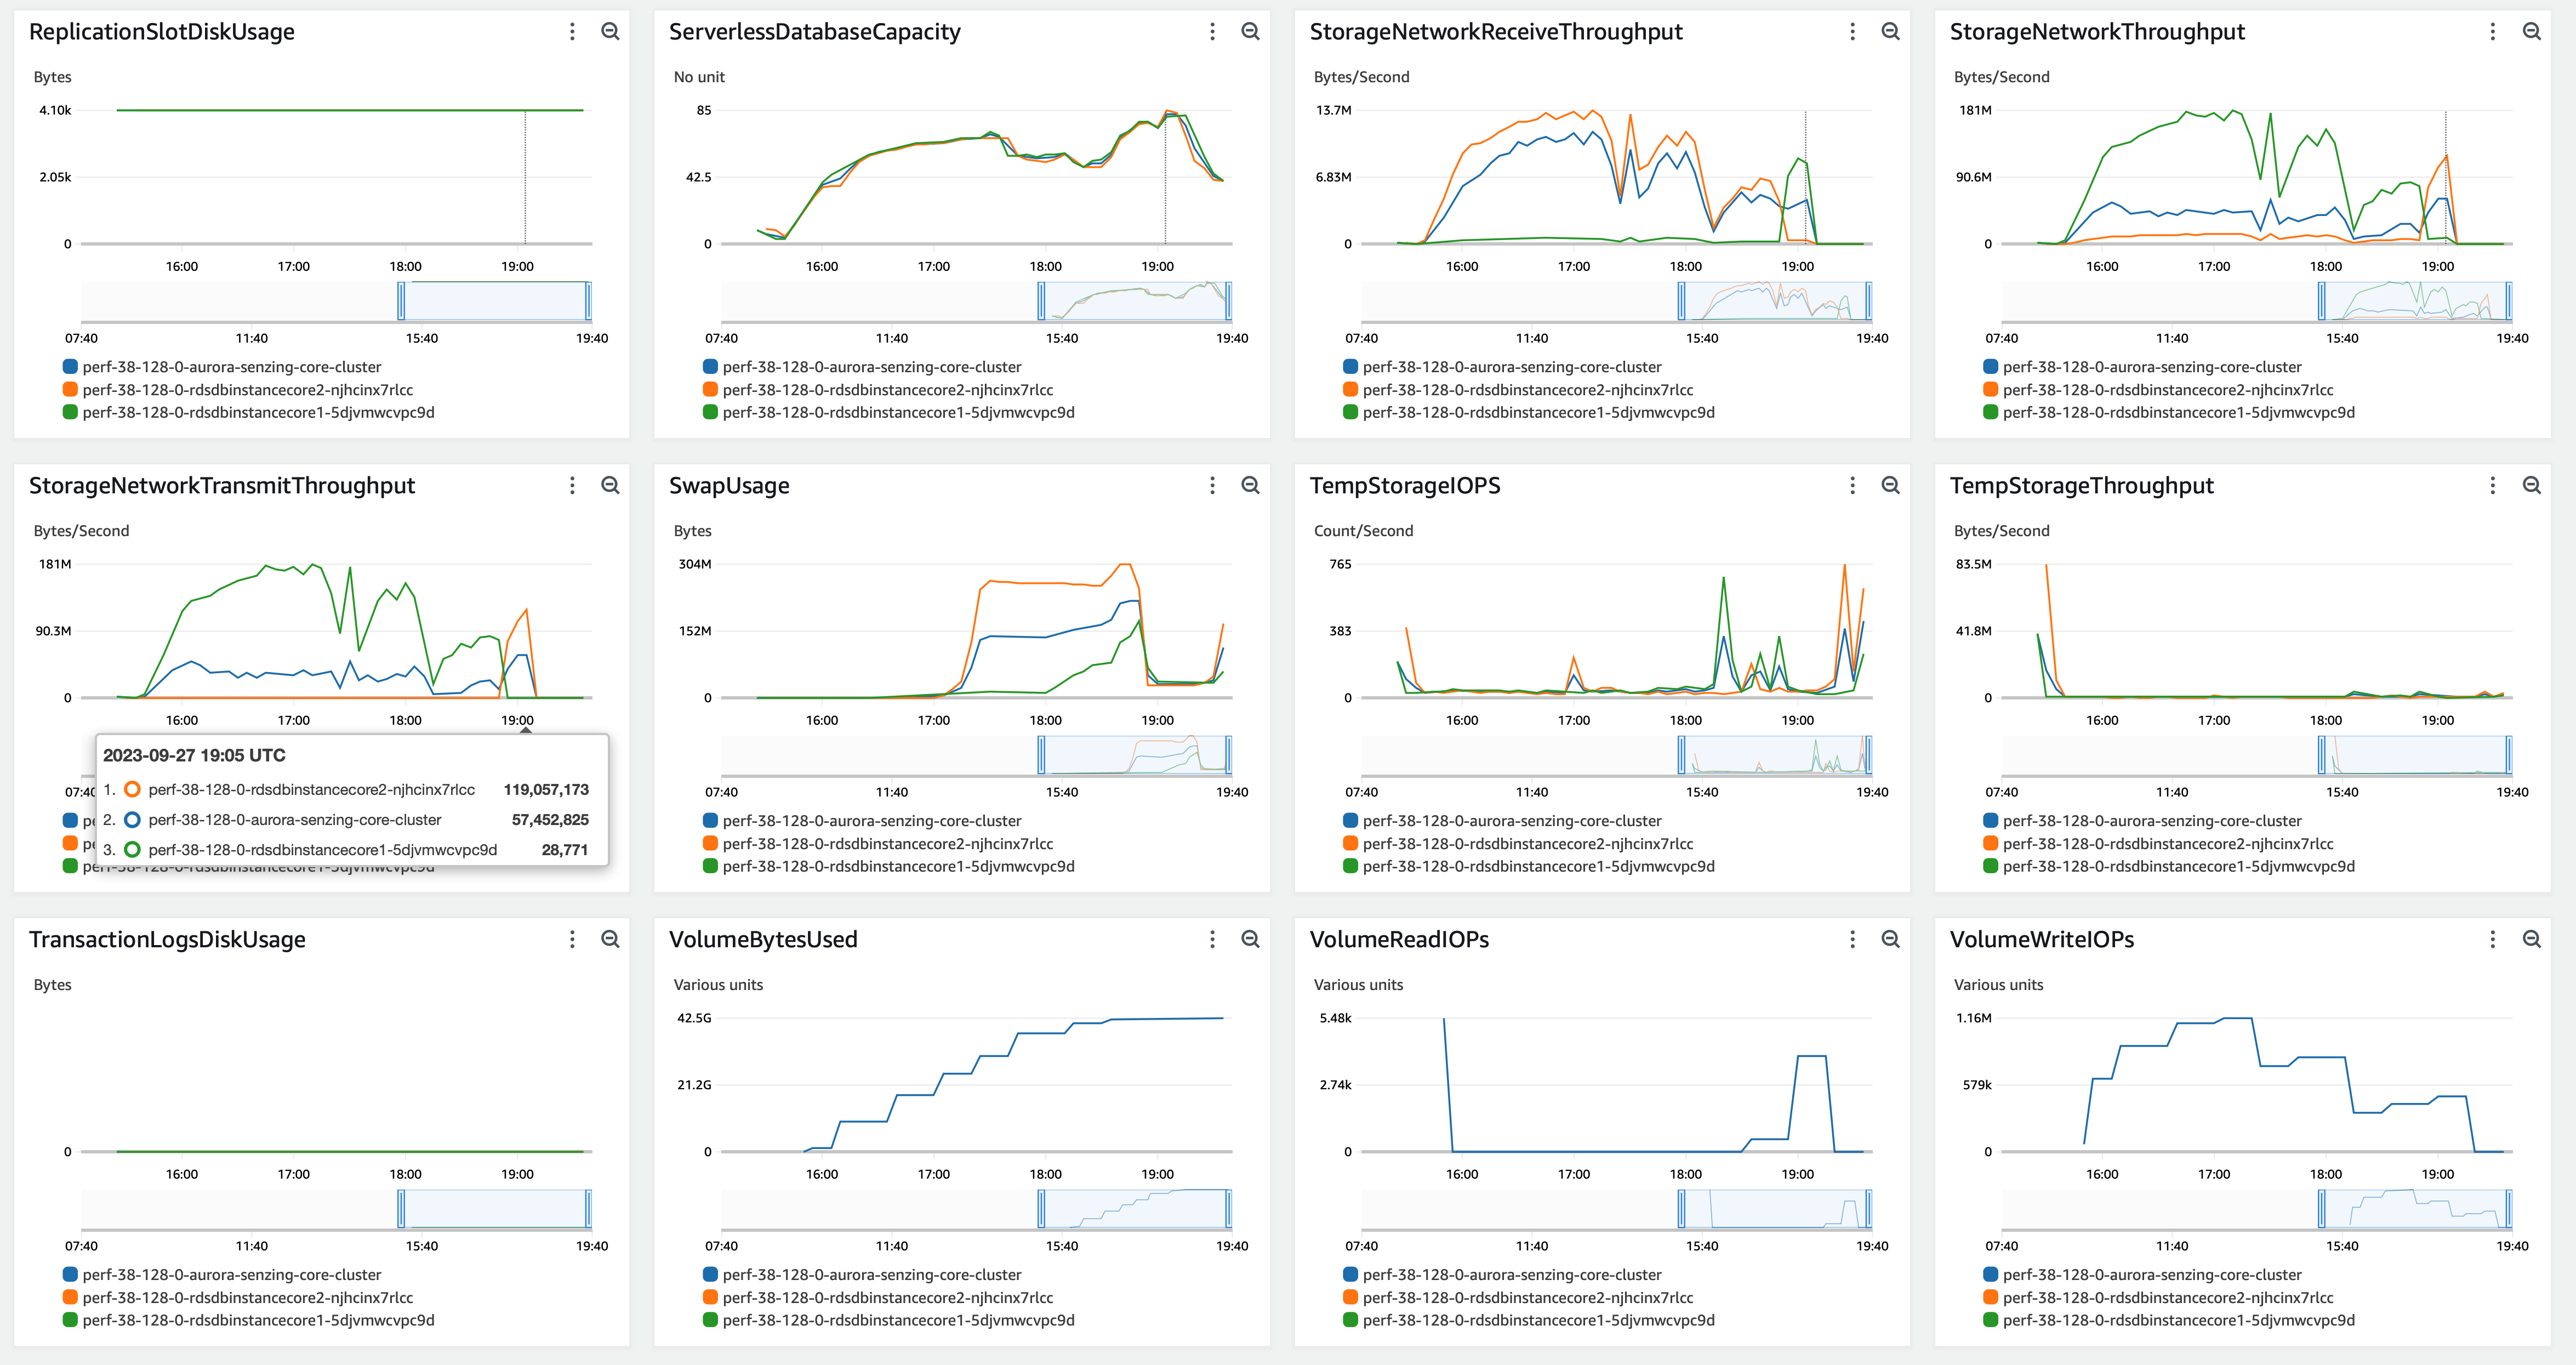 ReplicationSlotDiskUsage
Bytes
4.10k
2.05k
0
16:00 17:00 18:00 19:00
07:40 11:40 15:40 19:40
perf-38-128-0-aurora-senzing-core-cluster
perf-38-128-0-rdsdbinstancecore2-njhcinx7rlcc
perf-38-128-0-rdsdbinstancecore1-5djvmwcvpc9d
ServerlessDatabaseCapacity
No unit
85
42.5
0
16:00 17:00 18:00 19:00
07:40 11:40 15:40 19:40
perf-38-128-0-aurora-senzing-core-cluster
perf-38-128-0-rdsdbinstancecore2-njhcinx7rlcc
perf-38-128-0-rdsdbinstancecore1-5djvmwcvpc9d
StorageNetworkReceiveThroughput
Bytes/Second
13.7M
6.83M
0
16:00 17:00 18:00 19:00
07:40 11:40 15:40 19:40
perf-38-128-0-aurora-senzing-core-cluster
perf-38-128-0-rdsdbinstancecore2-njhcinx7rlcc
perf-38-128-0-rdsdbinstancecore1-5djvmwcvpc9d
StorageNetworkThroughput
Bytes/Second
181M
90.6M
0
16:00 17:00 18:00 19:00
07:40 11:40 15:40 19:40
perf-38-128-0-aurora-senzing-core-cluster
perf-38-128-0-rdsdbinstancecore2-njhcinx7rlcc
perf-38-128-0-rdsdbinstancecore1-5djvmwcvpc9d
StorageNetworkTransmitThroughput
Bytes/Second
181M
90.3M
0
16:00 17:00 18:00 19:00
2023-09-27 19:05 UTC
1. perf-38-128-0-rdsdbinstancecore2-njhcinx7rlcc 119,057,173
2. perf-38-128-0-aurora-senzing-core-cluster 57,452,825
3. perf-38-128-0-rdsdbinstancecore1-5djvmwcvpc9d 28,771
07:40
perf-38-128-0-rdsdbinstancecore1-5djvmwcvpc9d
SwapUsage
Bytes
304M
152M
0
16:00 17:00 18:00 19:00
07:40 11:40 15:40 19:40
perf-38-128-0-aurora-senzing-core-cluster
perf-38-128-0-rdsdbinstancecore2-njhcinx7rlcc
perf-38-128-0-rdsdbinstancecore1-5djvmwcvpc9d
TempStorageIOPS
Count/Second
765
383
0
16:00 17:00 18:00 19:00
07:40 11:40 15:40 19:40
perf-38-128-0-aurora-senzing-core-cluster
perf-38-128-0-rdsdbinstancecore2-njhcinx7rlcc
perf-38-128-0-rdsdbinstancecore1-5djvmwcvpc9d
TempStorageThroughput
Bytes/Second
83.5M
41.8M
0
16:00 17:00 18:00 19:00
07:40 11:40 15:40 19:40
perf-38-128-0-aurora-senzing-core-cluster
perf-38-128-0-rdsdbinstancecore2-njhcinx7rlcc
perf-38-128-0-rdsdbinstancecore1-5djvmwcvpc9d
TransactionLogsDiskUsage
Bytes
0
16:00 17:00 18:00 19:00
07:40 11:40 15:40 19:40
perf-38-128-0-aurora-senzing-core-cluster
perf-38-128-0-rdsdbinstancecore2-njhcinx7rlcc
perf-38-128-0-rdsdbinstancecore1-5djvmwcvpc9d
VolumeBytesUsed
Various units
42.5G
21.2G
0
16:00 17:00 18:00 19:00
07:40 11:40 15:40 19:40
perf-38-128-0-aurora-senzing-core-cluster
perf-38-128-0-rdsdbinstancecore2-njhcinx7rlcc
perf-38-128-0-rdsdbinstancecore1-5djvmwcvpc9d
VolumeReadIOPs
Various units
5.48k
2.74k
0
16:00 17:00 18:00 19:00
07:40 11:40 15:40 19:40
perf-38-128-0-aurora-senzing-core-cluster
perf-38-128-0-rdsdbinstancecore2-njhcinx7rlcc
perf-38-128-0-rdsdbinstancecore1-5djvmwcvpc9d
VolumeWriteIOPs
Various units
1.16M
579k
0
16:00 17:00 18:00 19:00
07:40 11:40 15:40 19:40
perf-38-128-0-aurora-senzing-core-cluster
perf-38-128-0-rdsdbinstancecore2-njhcinx7rlcc
perf-38-128-0-rdsdbinstancecore1-5djvmwcvpc9d